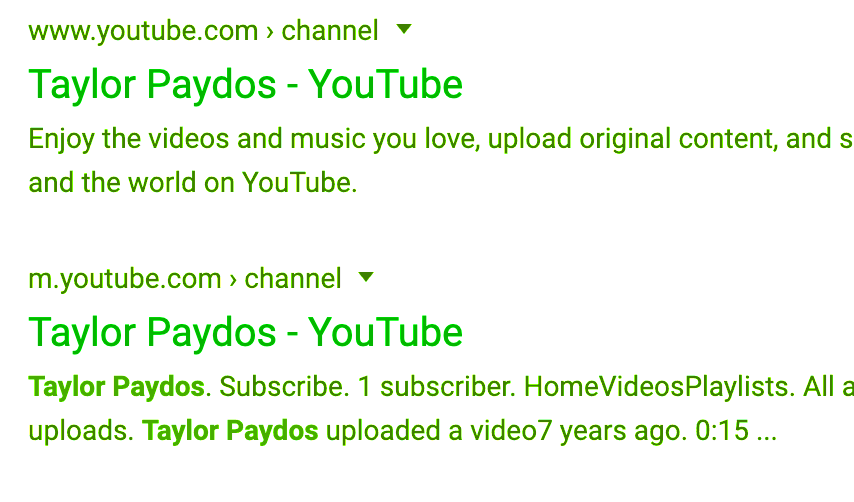 www.youtube.com › channel
Taylor Paydos - YouTube
Enjoy the videos and music you love, upload original content, and s
and the world on YouTube.
m.youtube.com › channel
Taylor Paydos - YouTube
Taylor Paydos. Subscribe. 1 subscriber. HomeVideosPlaylists. All a
uploads. Taylor Paydos uploaded a video7 years ago. 0:15 ...